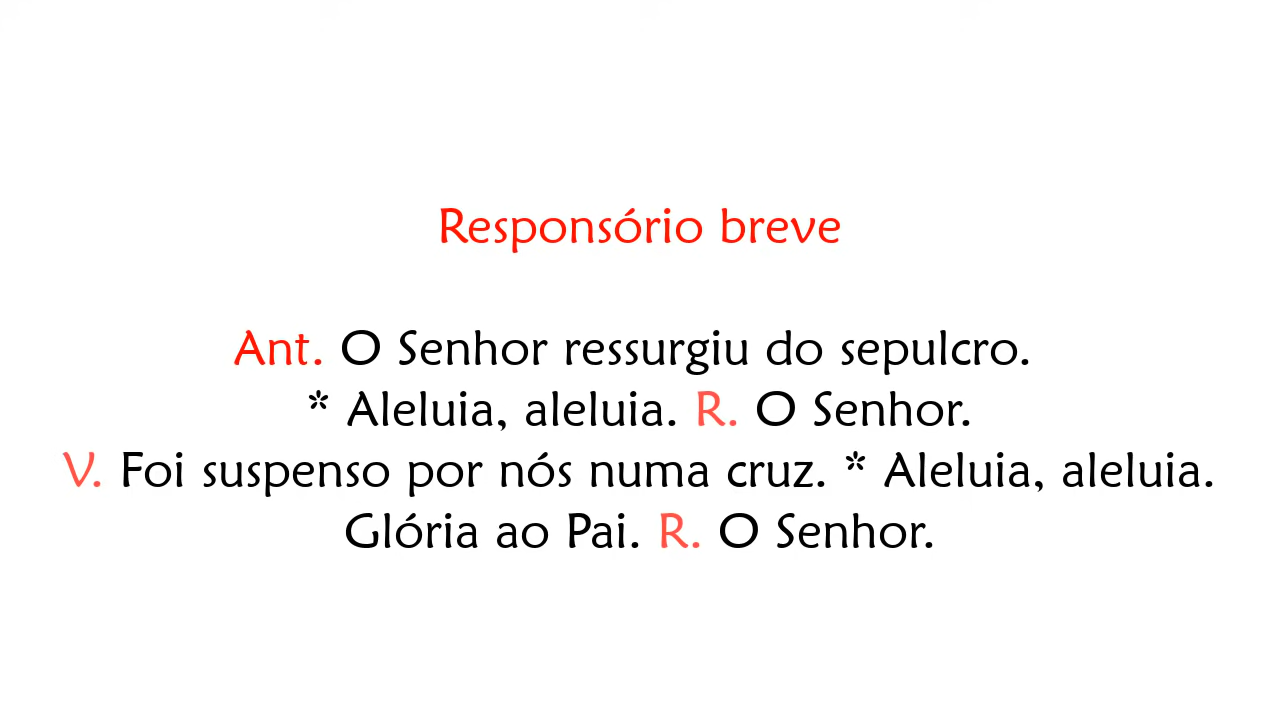 Responsório breve
Ant. O Senhor ressurgiu do sepulcro.
* Aleluia, aleluia. R. O Senhor.
V. Foi suspenso por nós numa cruz. * Aleluia, aleluia.
Glória ao Pai. R. O Senhor.